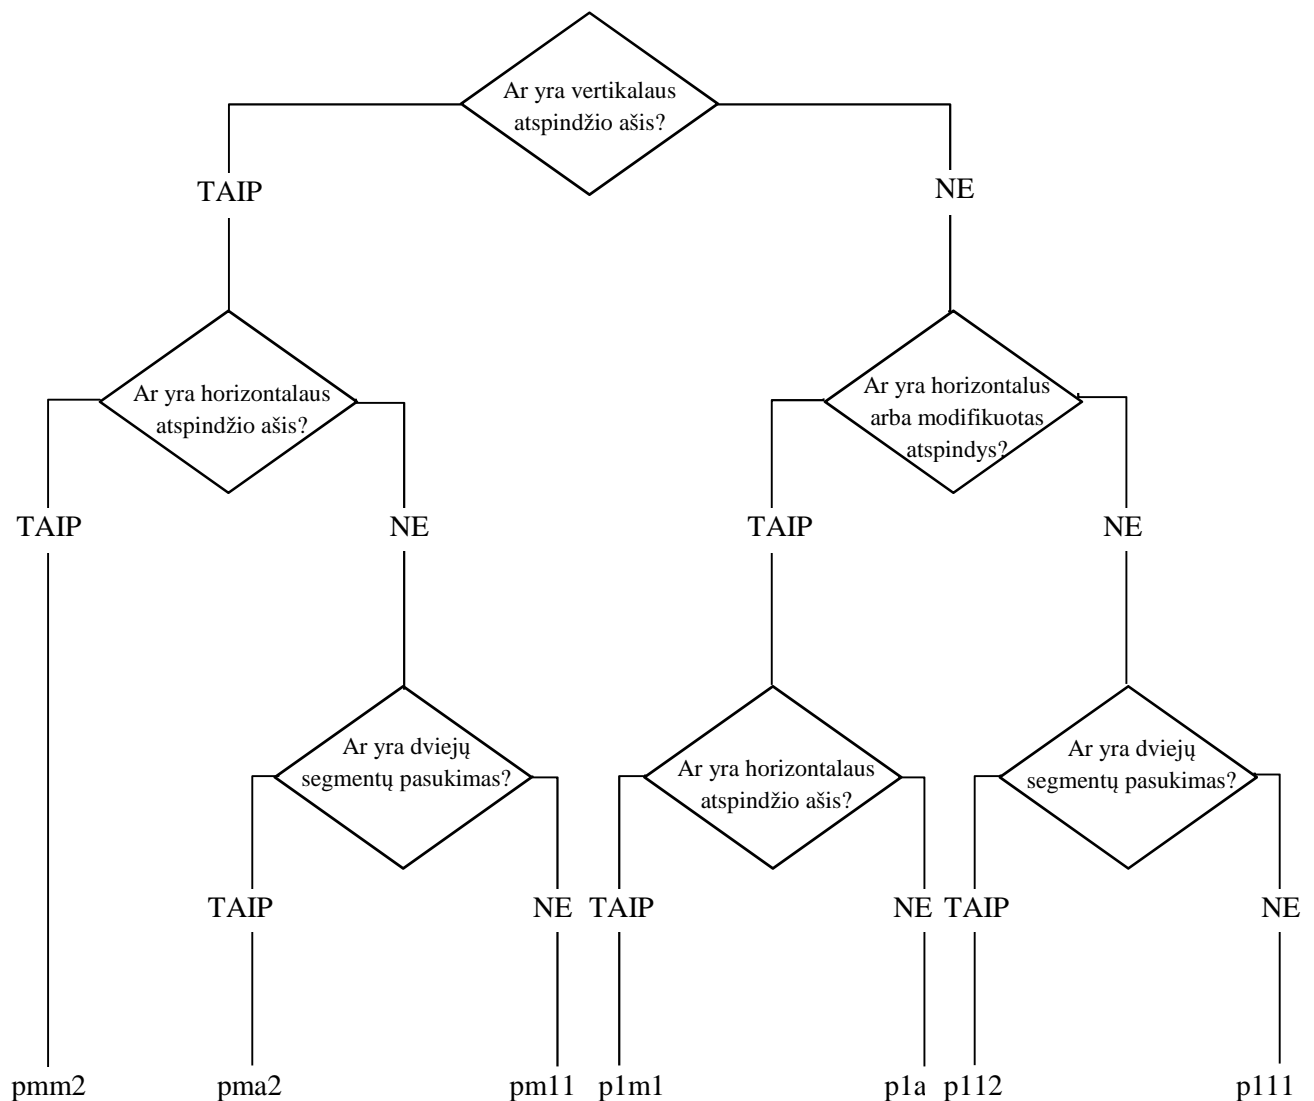 Ar yra vertikalaus
atspindžio ašis?
TAIP
NE
Ar yra horizontalaus
atspindžio ašis?
Ar yra horizontalus
arba modifikuotas
atspindys?
TAIP
NE
TAIP
NE
Ar yra dviejų
segmentų pasukimas?
Ar yra horizontalaus
atspindžio ašis?
Ar yra dviejų
segmentų pasukimas?
TAIP
NE
TAIP
NE
TAIP
NE
pmm2
pma2
pm11
p1m1
p1a
p112
p111